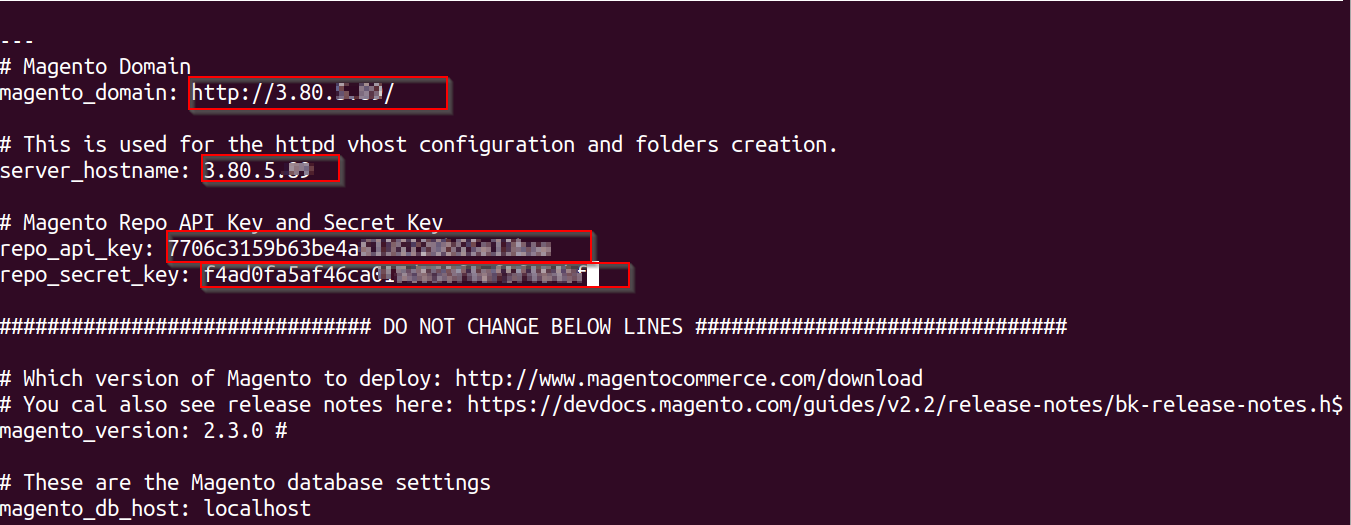 ---
# Magento Domain
magento_domain: http://3.80.
# This is used for the httpd vhost configuration and folders creation.
server_hostname: 3.80.5.
# Magento Repo API Key and Secret Key
repo_api_key: 7706c3159b63be4a
repo_secret_key: f4ad0fa5af46ca0
############################### DO NOT CHANGE BELOW LINES ###############################
# Which version of Magento to deploy: http://www.magentocommerce.com/download
# You cal also see release notes here: https://devdocs.magento.com/guides/v2.2/release-notes/bk-release-notes.h$
magento_version: 2.3.0 #
# These are the Magento database settings
magento_db_host: localhost